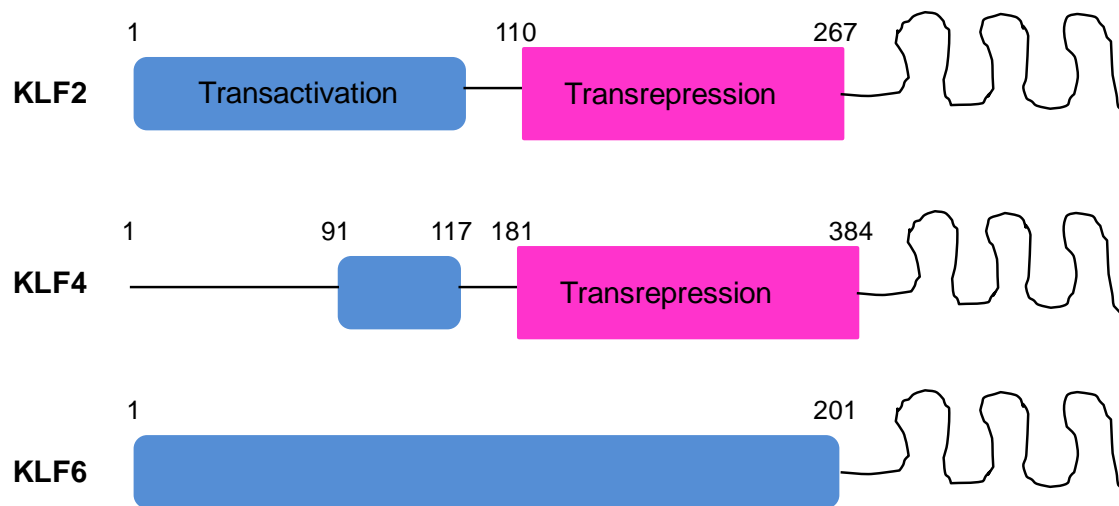 1 110 267
KLF2 Transactivation Transrepression
1 91 117 181 384
KLF4 Transrepression
1 201
KLF6